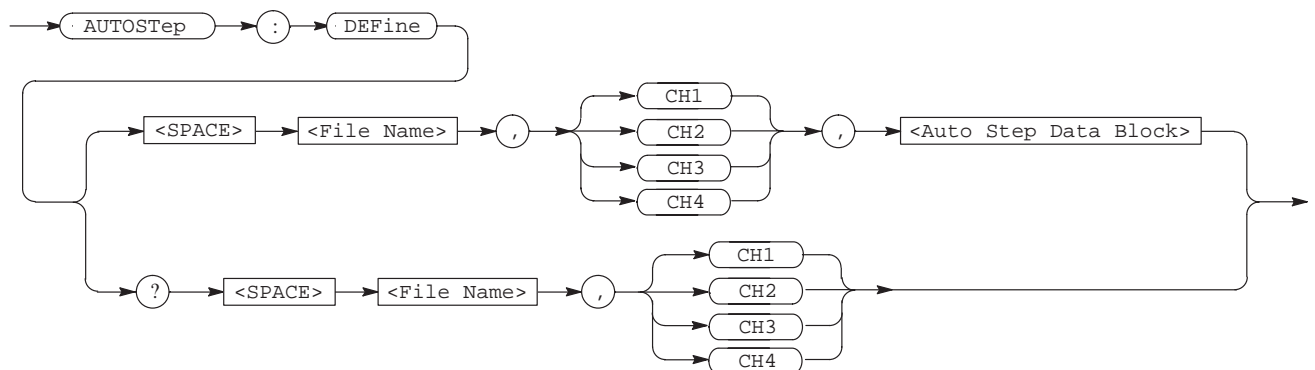 AUTOSTep : DEFine
CH1
<SPACE> <File Name> , CH2 , <Auto Step Data Block>
CH3
CH4
CH1
? <SPACE> <File Name> , CH2
CH3
CH4